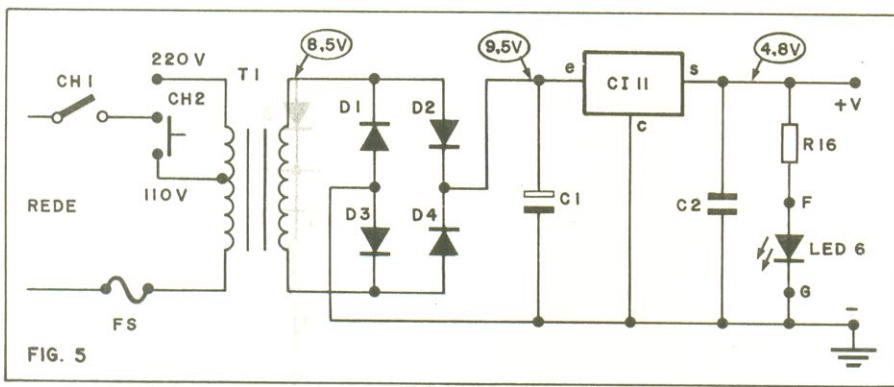 8,5V
9,5V
4,8V
220V
T1
CH1
CH2
D1
D2
e
CI 11
s
+V
c
R16
110V
REDE
D3
D4
C1
C2
F
LED 6
G
FS
-
FIG. 5